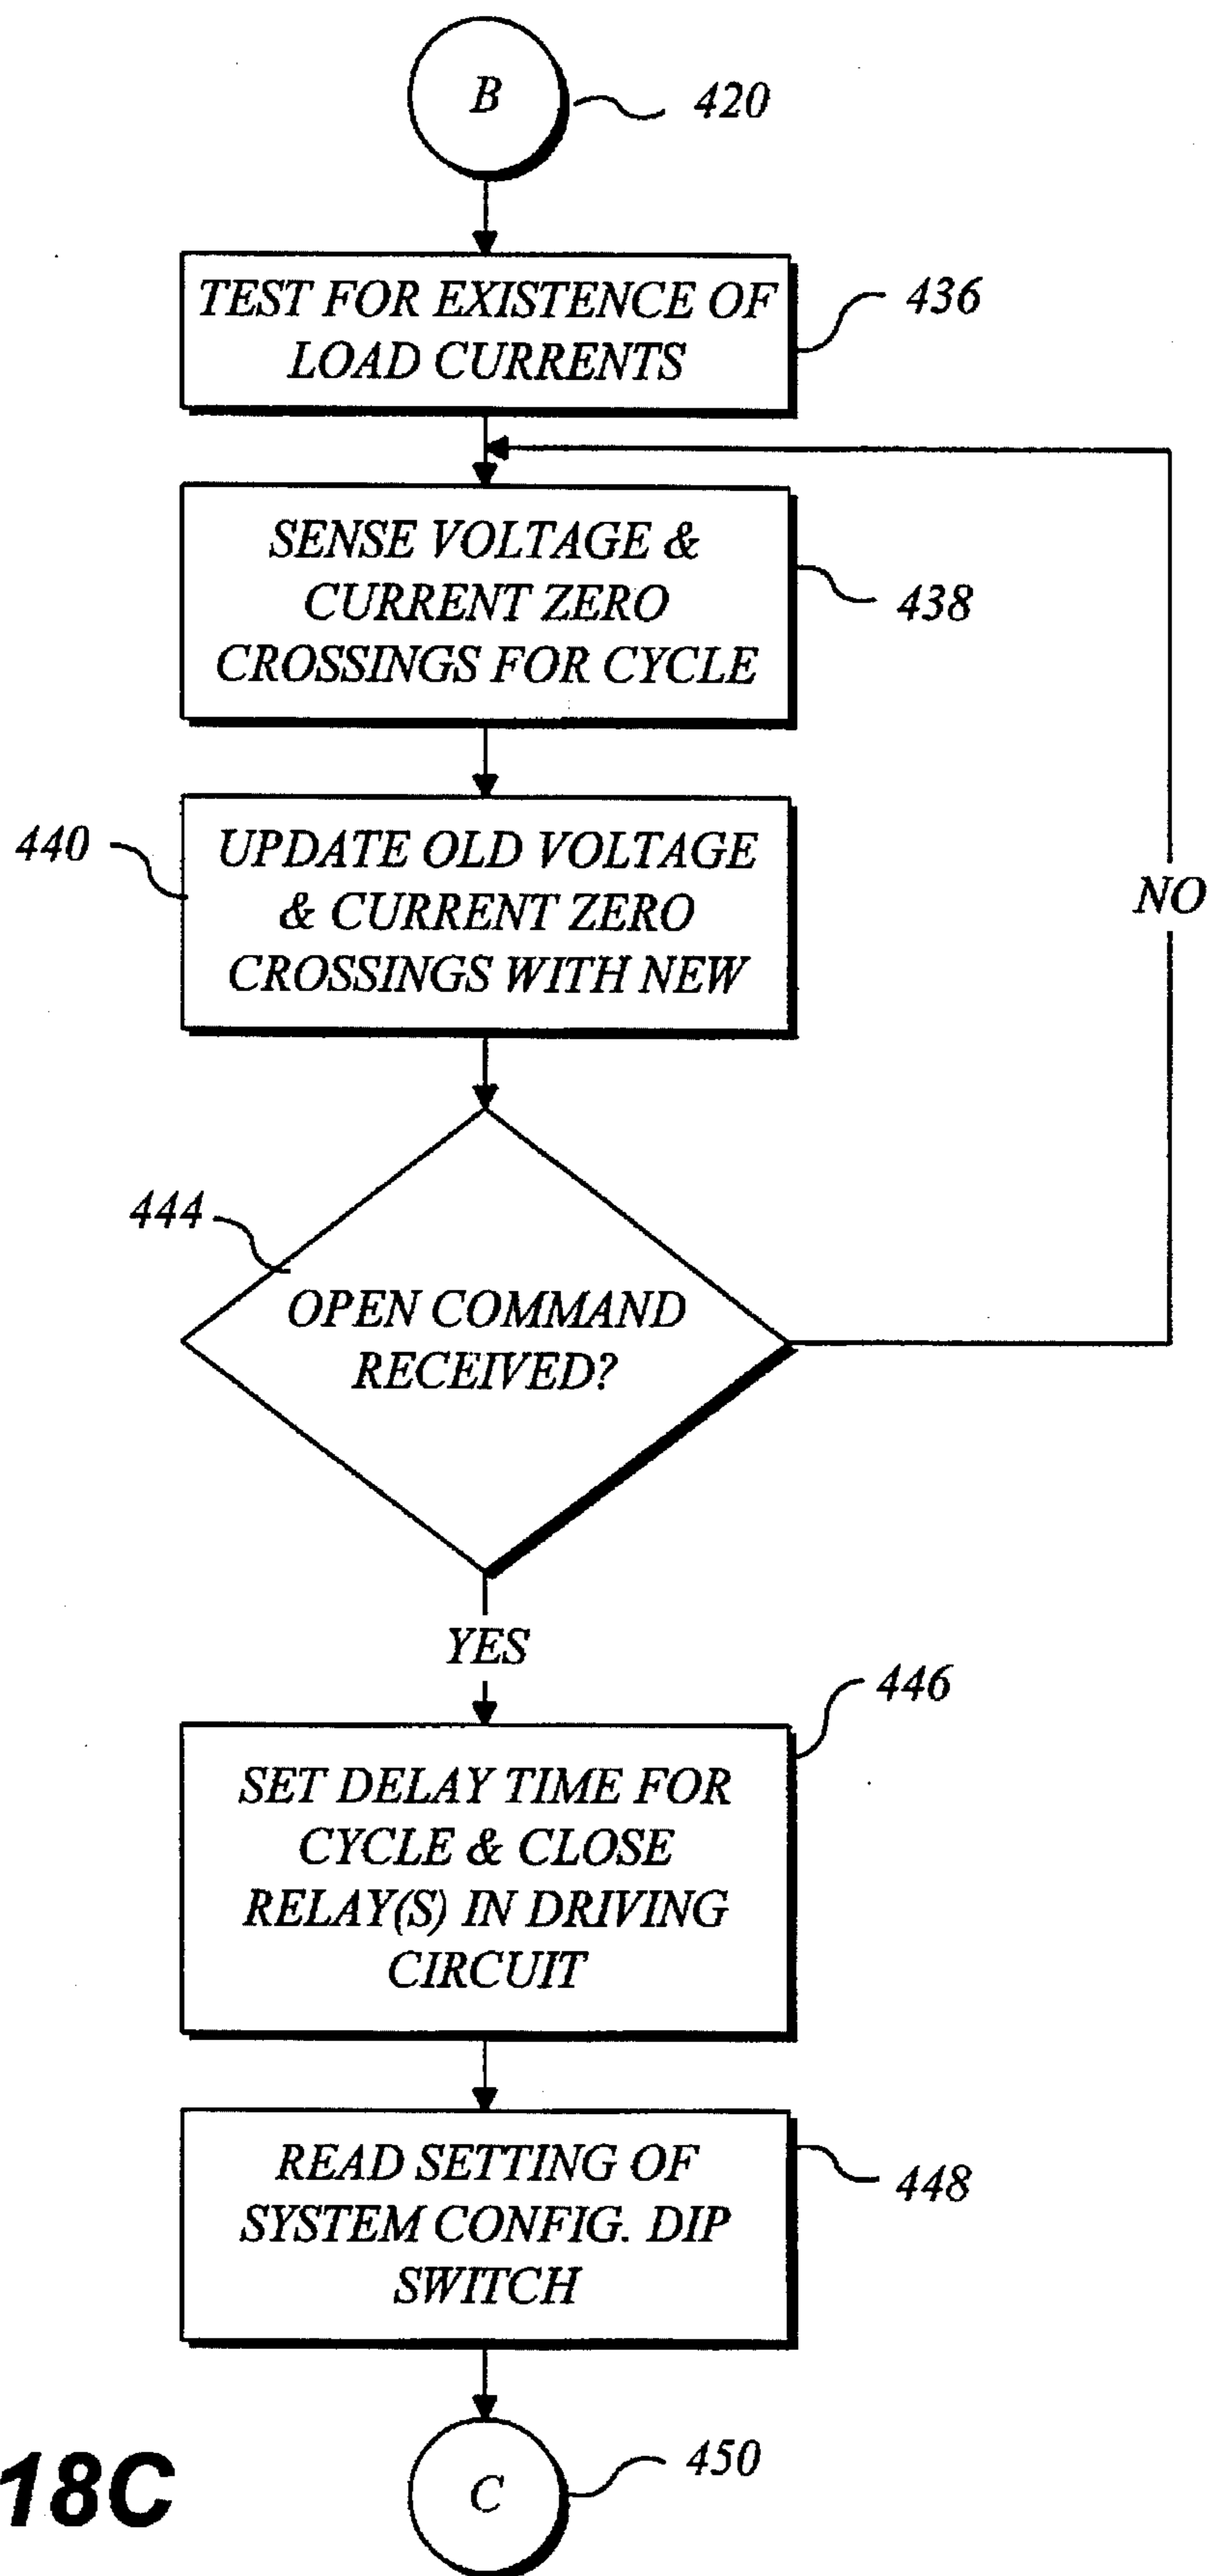 B
420
TEST FOR EXISTENCE OF
LOAD CURRENTS
436
SENSE VOLTAGE &
CURRENT ZERO
CROSSINGS FOR CYCLE
438
440
UPDATE OLD VOLTAGE
& CURRENT ZERO
CROSSINGS WITH NEW
NO
444
OPEN COMMAND
RECEIVED?
YES
446
SET DELAY TIME FOR
CYCLE & CLOSE
RELAY(S) IN DRIVING
CIRCUIT
READ SETTING OF
SYSTEM CONFIG. DIP
SWITCH
448
C
450
18C